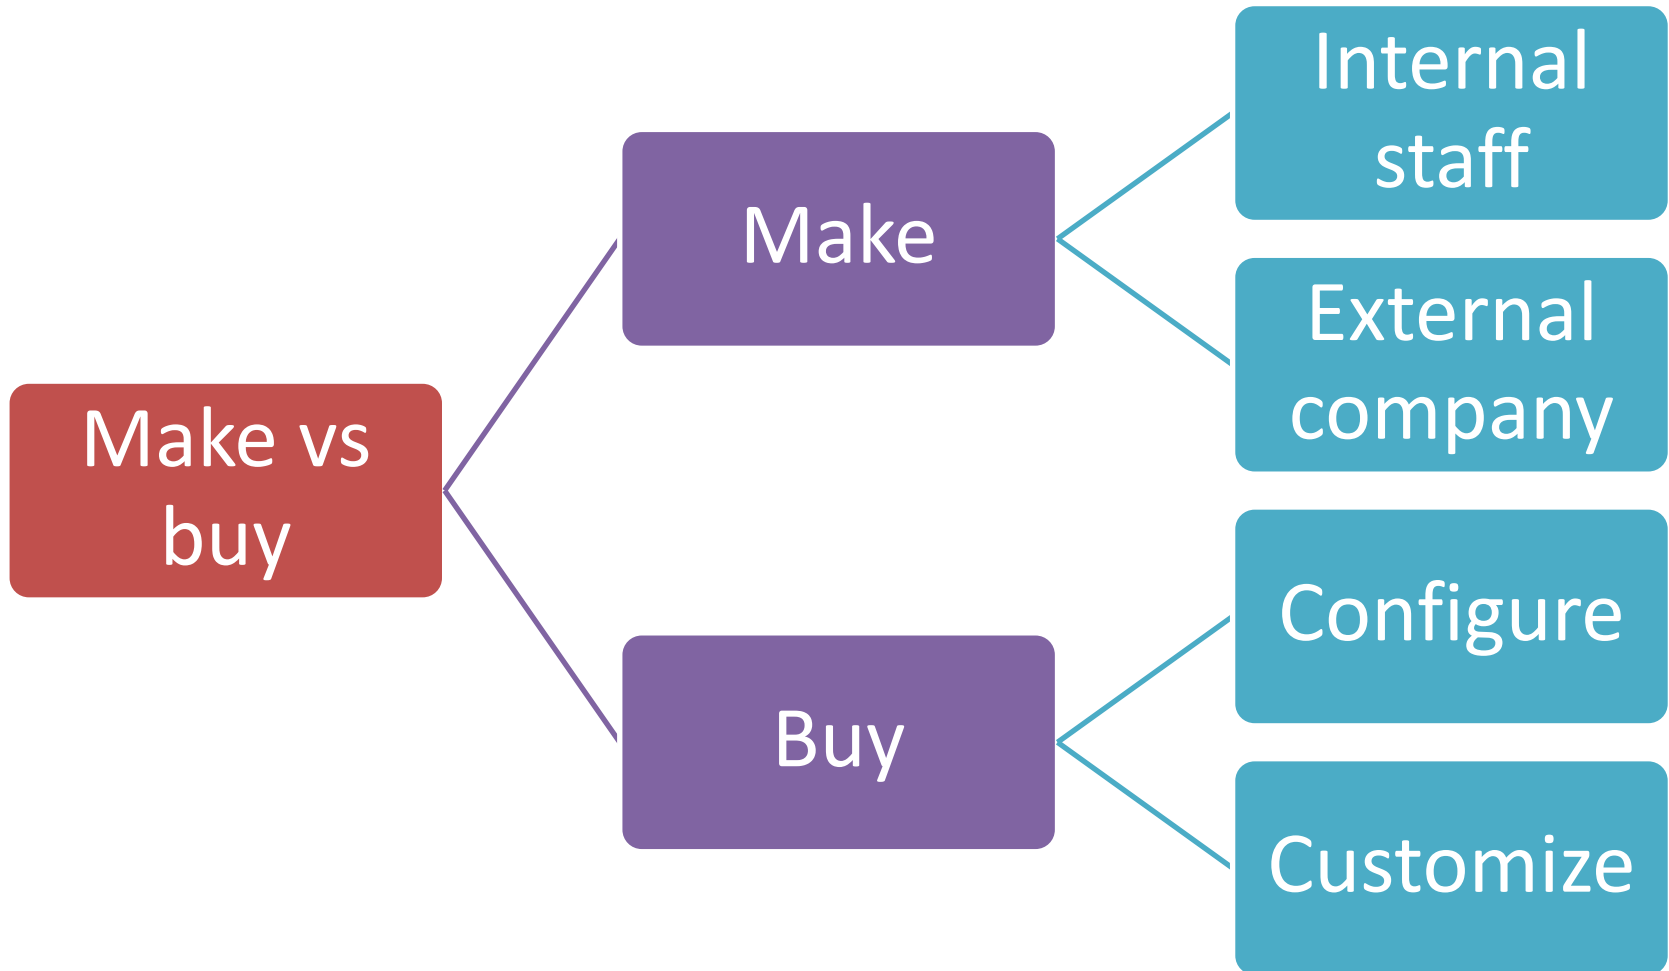 Make vs
buy
Make
Internal
staff
External
company
Buy
Configure
Customize